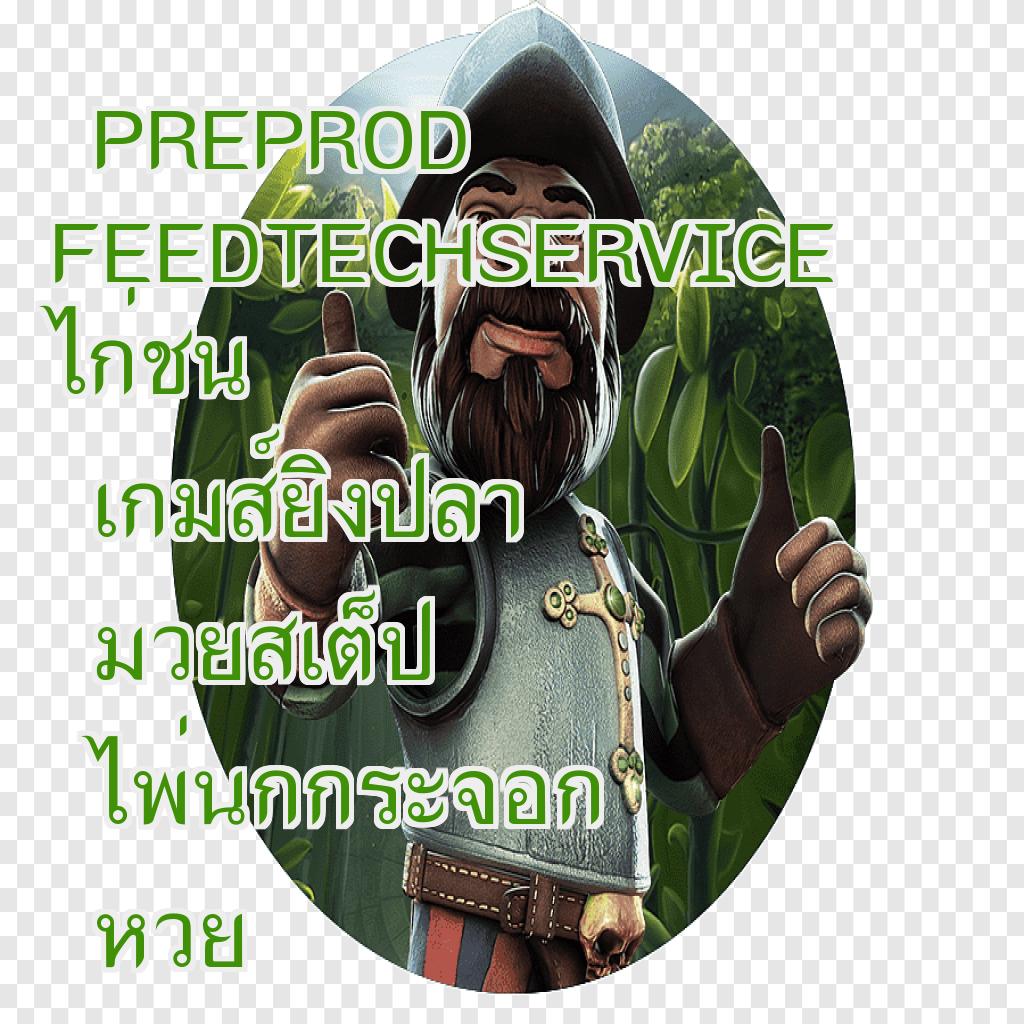 PREPROD
FEEDTECHSERVICE
ไก่ชน
เกมส์ยิงปลา
มวยสเต็ป
ไพ่นกกระจอก
หวย